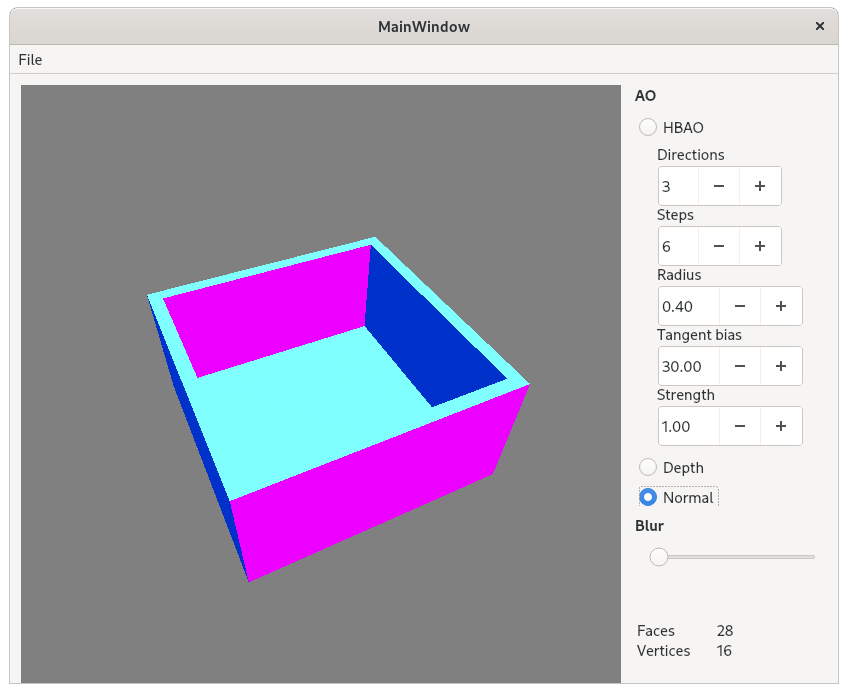 MainWindow ×
File
AO
HBAO
Directions
3 − +
Steps
6 − +
Radius
0.40 − +
Tangent bias
30.00 − +
Strength
1.00 − +
Depth
Normal
Blur
Faces 28
Vertices 16